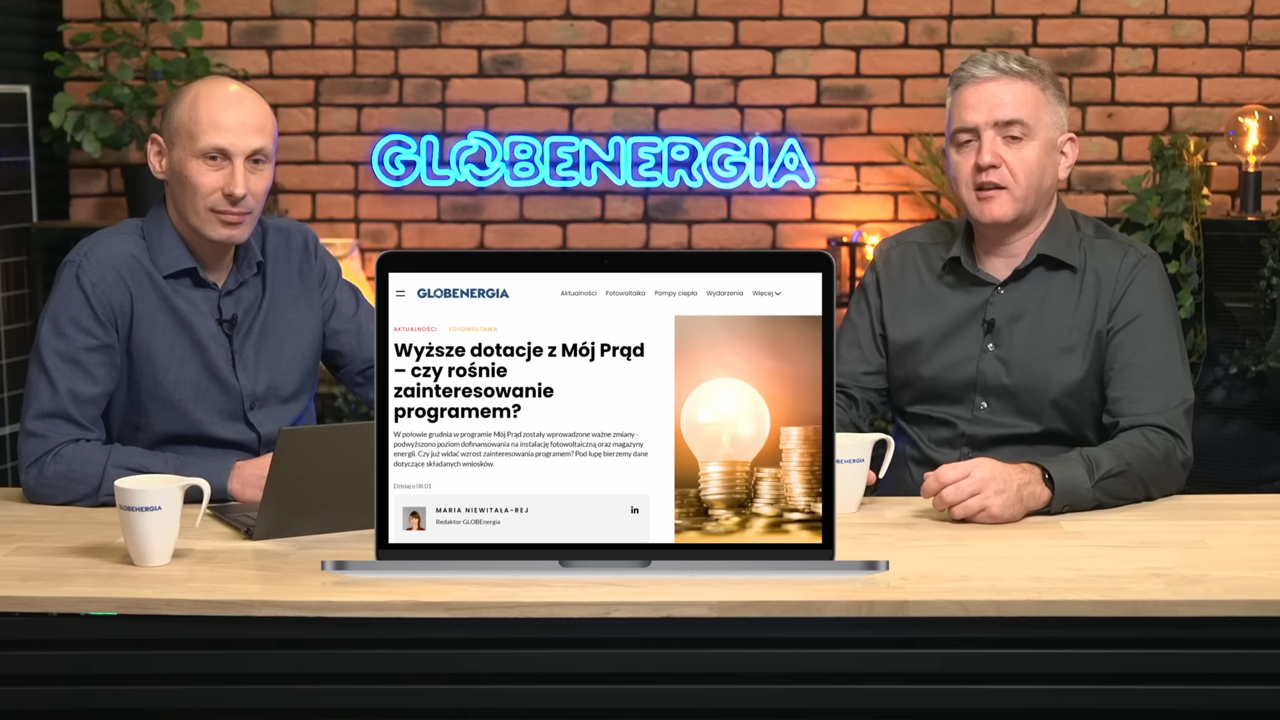 GLOBENERGIA
GLOBENERGIA
Aktualności Fotowoltaika Pompy ciepła Wydarzenia Więcej
AKTUALNOŚCI FOTOWOLTAIKA
Wyższe dotacje z Mój Prąd
– czy rośnie
zainteresowanie
programem?
W połowie grudnia w programie Mój Prąd zostały wprowadzone ważne zmiany -
podwyższono poziom dofinansowania na instalację fotowoltaiczną oraz magazyny
energii. Czy już widać wzrost zainteresowania programem? Pod lupę bierzemy dane
dotyczące składanych wniosków.
Dzisiaj o 08:01
MARIA NIEWITAŁA-REJ
in
Redaktor GLOBEnergia
GLOBENERGIA
BENERGIA